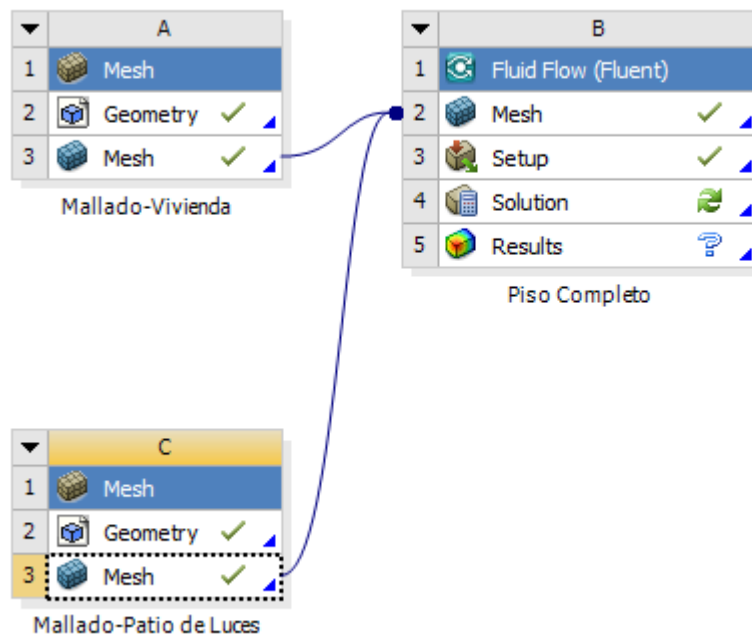 A
1 Mesh
2 Geometry
3 Mesh
Mallado-Vivienda
B
1 Fluid Flow (Fluent)
2 Mesh
3 Setup
4 Solution
5 Results ?
Piso Completo
C
1 Mesh
2 Geometry
3 Mesh
Mallado-Patio de Luces